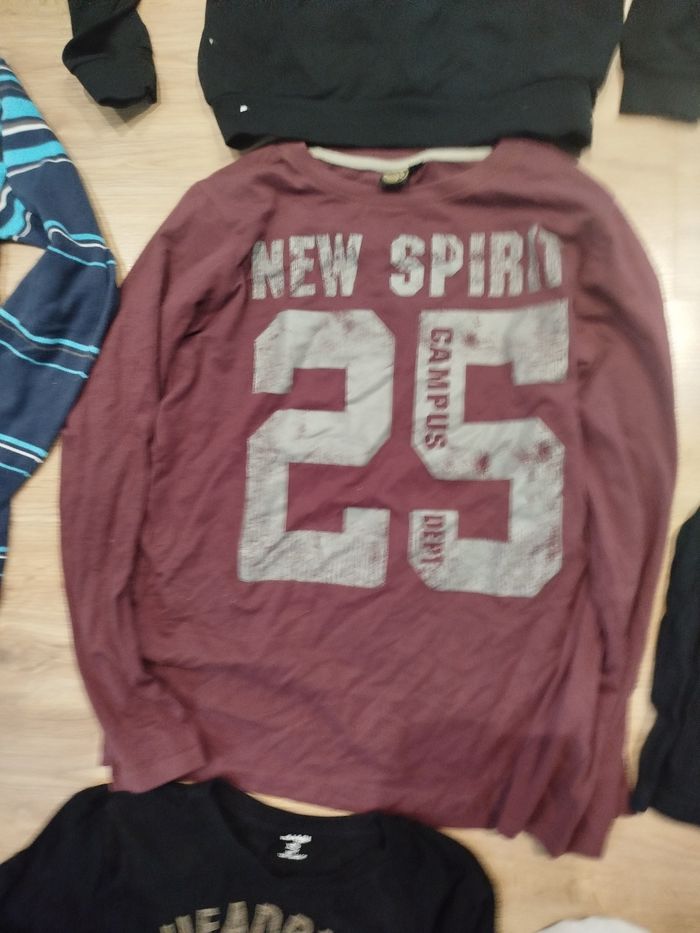 NEW SPIRIT
25
CAMPUS
DEPT.